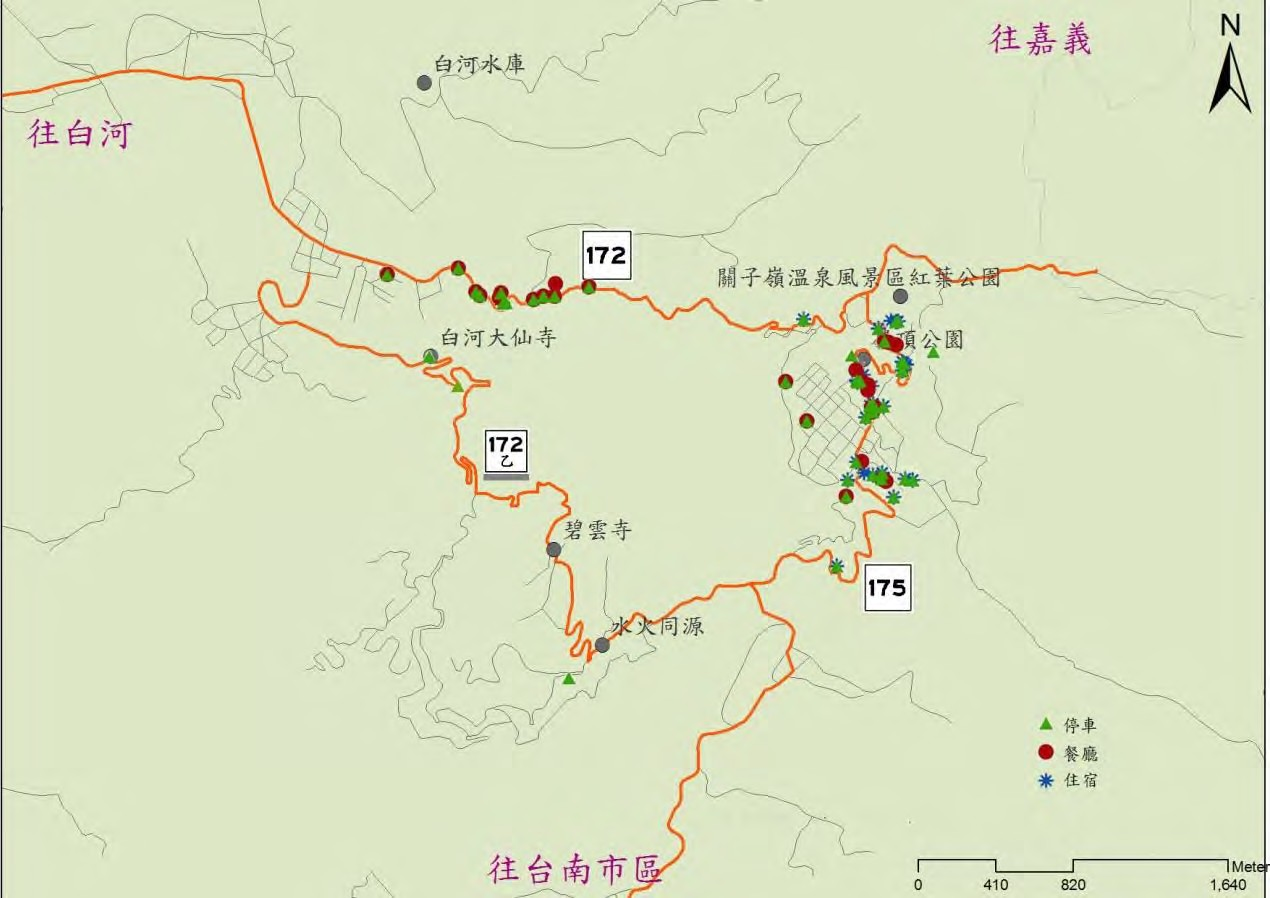 N
往嘉義
白河水庫
往白河
172
關子嶺溫泉風景區紅葉公園
白河大仙寺
頂公園
172
乙
碧雲寺
175
水火同源
停車
餐廳
住宿
往台南市區
Meter
0 410 820 1,640